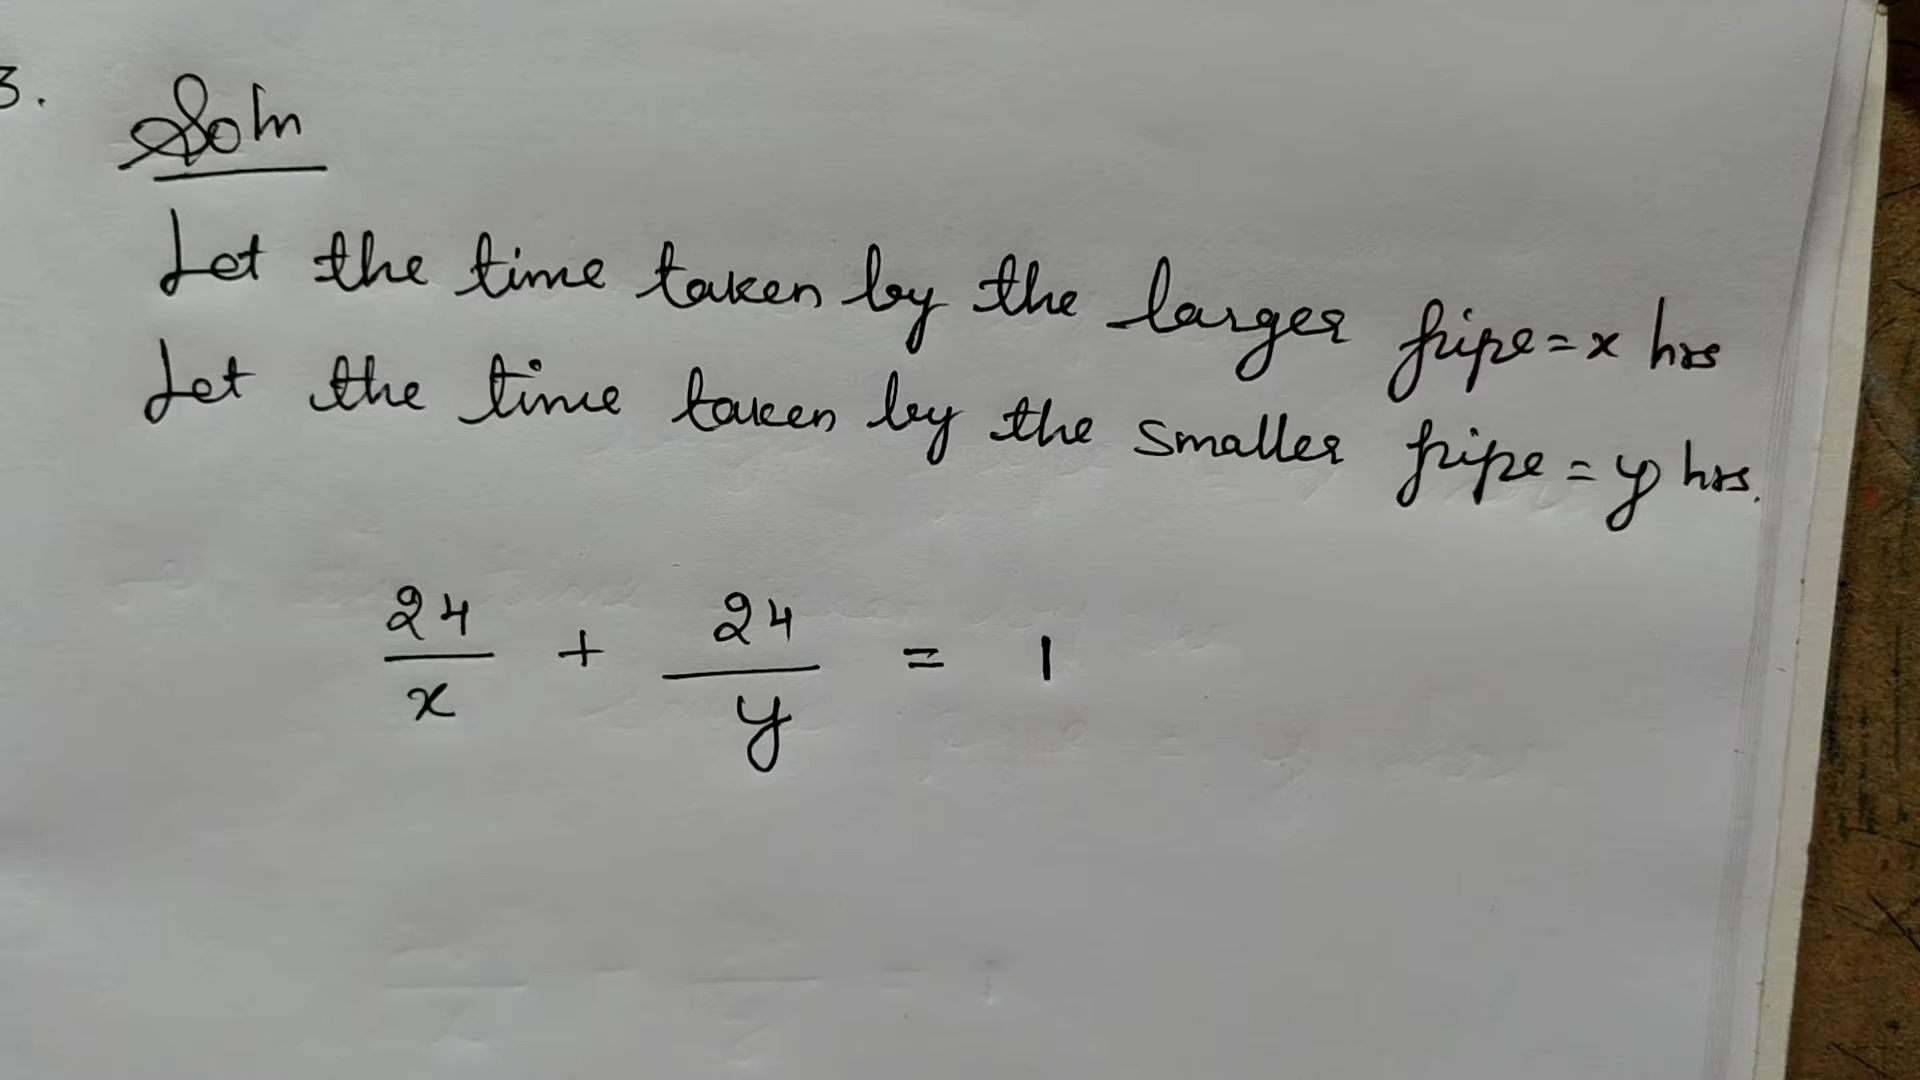 3.
Soln
Let the time taken by the larger pipe = x hrs
Let the time taken by the smaller pipe = y hrs.
24/x + 24/y = 1